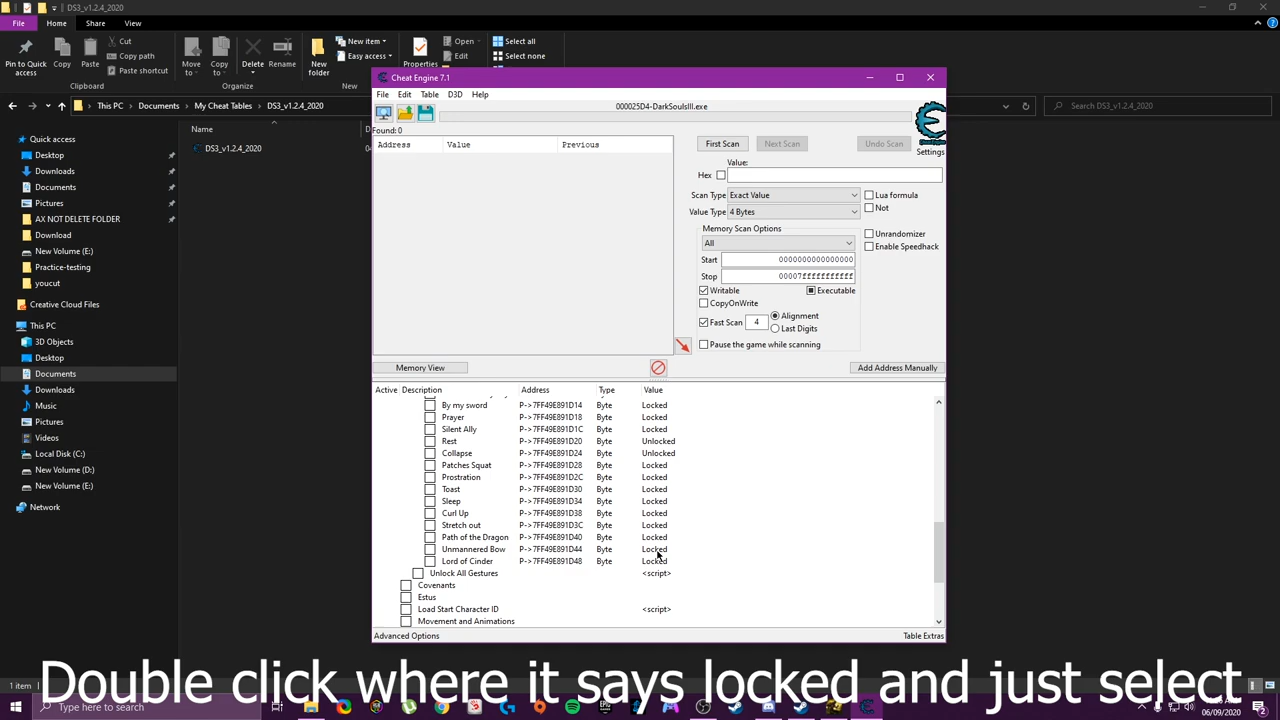 DS3_v1.2.4_2020
File Home Share View
Pin to Quick access
Copy
Paste
Cut
Copy path
Paste shortcut
Move to
Copy to
Delete
Rename
New folder
New item
Easy access
Properties
Open
Edit
Select all
Select none
Clipboard
Organize
New
This PC > Documents > My Cheat Tables > DS3_v1.2.4_2020
Search DS3_v1.2.4_2020
Name
DS3_v1.2.4_2020
Quick access
Desktop
Downloads
Documents
Pictures
AX NOT DELETE FOLDER
Download
New Volume (E:)
Practice-testing
youcut
Creative Cloud Files
This PC
3D Objects
Desktop
Documents
Downloads
Music
Pictures
Videos
Local Disk (C:)
New Volume (D:)
New Volume (E:)
Network
1 item
Cheat Engine 7.1
File Edit Table D3D Help
000025D4-DarkSoulsIII.exe
Found: 0
Address Value Previous
First Scan Next Scan Undo Scan
Settings
Value:
Hex
Scan Type Exact Value
Lua formula
Not
Value Type 4 Bytes
Memory Scan Options
All
Unrandomizer
Enable Speedhack
Start 0000000000000000
Stop 00007fffffffffff
Writable Executable
CopyOnWrite
Fast Scan 4 Alignment
Last Digits
Pause the game while scanning
Memory View
Add Address Manually
Active Description Address Type Value
By my sword P->7FF49E891D14 Byte Locked
Prayer P->7FF49E891D18 Byte Locked
Silent Ally P->7FF49E891D1C Byte Locked
Rest P->7FF49E891D20 Byte Unlocked
Collapse P->7FF49E891D24 Byte Unlocked
Patches Squat P->7FF49E891D28 Byte Locked
Prostration P->7FF49E891D2C Byte Locked
Toast P->7FF49E891D30 Byte Locked
Sleep P->7FF49E891D34 Byte Locked
Curl Up P->7FF49E891D38 Byte Locked
Stretch out P->7FF49E891D3C Byte Locked
Path of the Dragon P->7FF49E891D40 Byte Locked
Unmannered Bow P->7FF49E891D44 Byte Locked
Lord of Cinder P->7FF49E891D48 Byte Locked
Unlock All Gestures <script>
Covenants
Estus
Load Start Character ID <script>
Movement and Animations
Advanced Options
Table Extras
Double click where it says locked and just select
Type here to search
06/09/2020